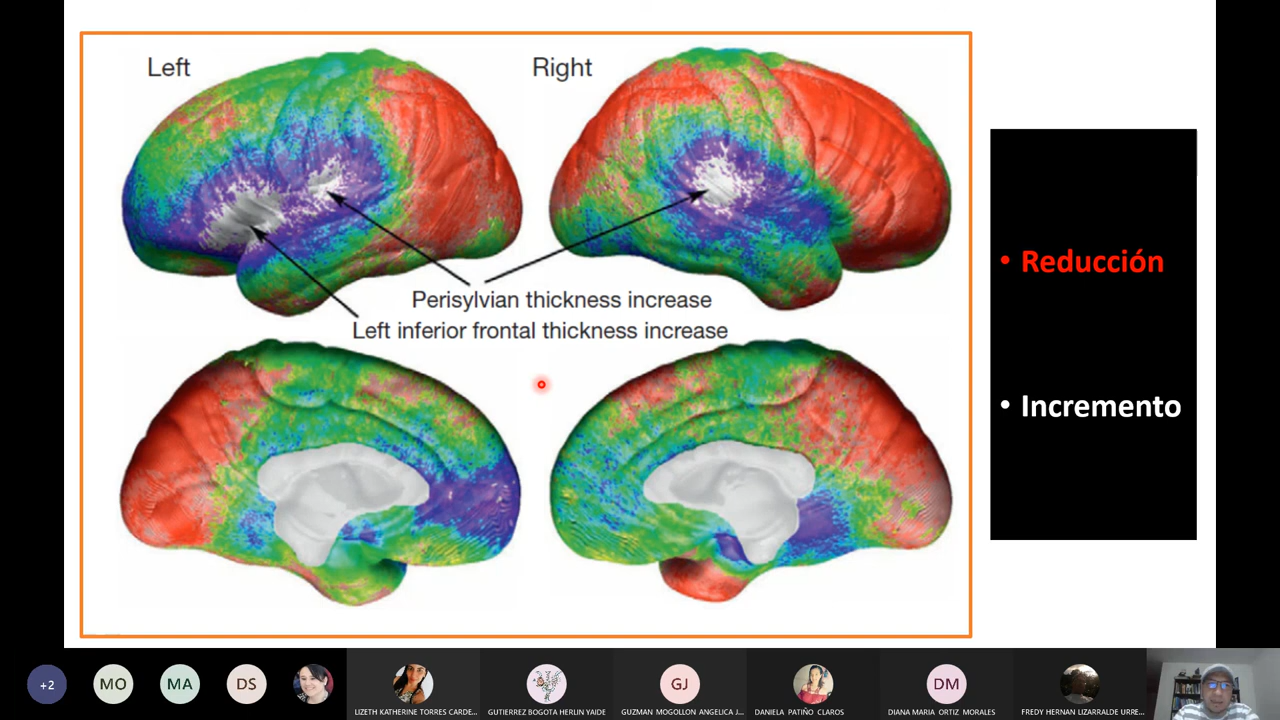 Left
Right
Perisylvian thickness increase
Left inferior frontal thickness increase
• Reducción
• Incremento
+2
MO
MA
DS
LIZETH KATHERINE TORRES CARDE...
GUTIERREZ BOGOTA HERLIN YAIDE
GJ
GUZMAN MOGOLLON ANGELICA J...
DANIELA PATIÑO CLAROS
DM
DIANA MARIA ORTIZ MORALES
FREDY HERNAN LIZARRALDE URRE...